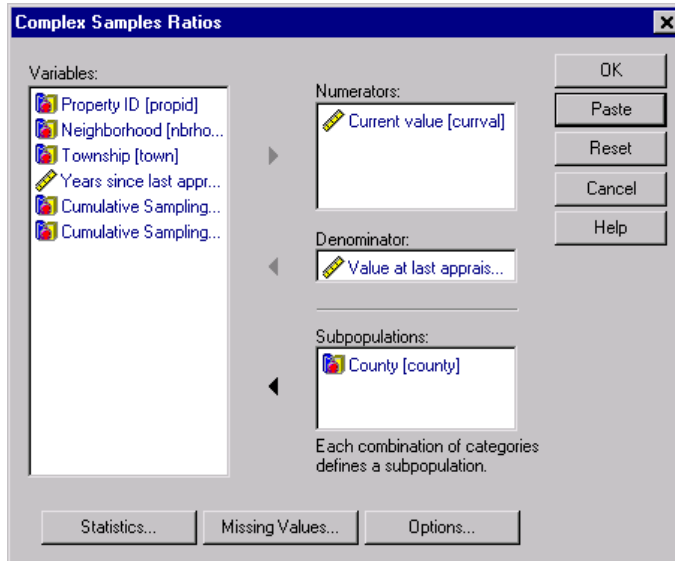 Complex Samples Ratios
Variables:
Property ID [propid]
Neighborhood [nbrho...
Township [town]
Years since last appr...
Cumulative Sampling...
Cumulative Sampling...
Numerators:
Current value [currval]
Denominator:
Value at last apprais...
Subpopulations:
County [county]
Each combination of categories
defines a subpopulation.
OK
Paste
Reset
Cancel
Help
Statistics...
Missing Values...
Options...